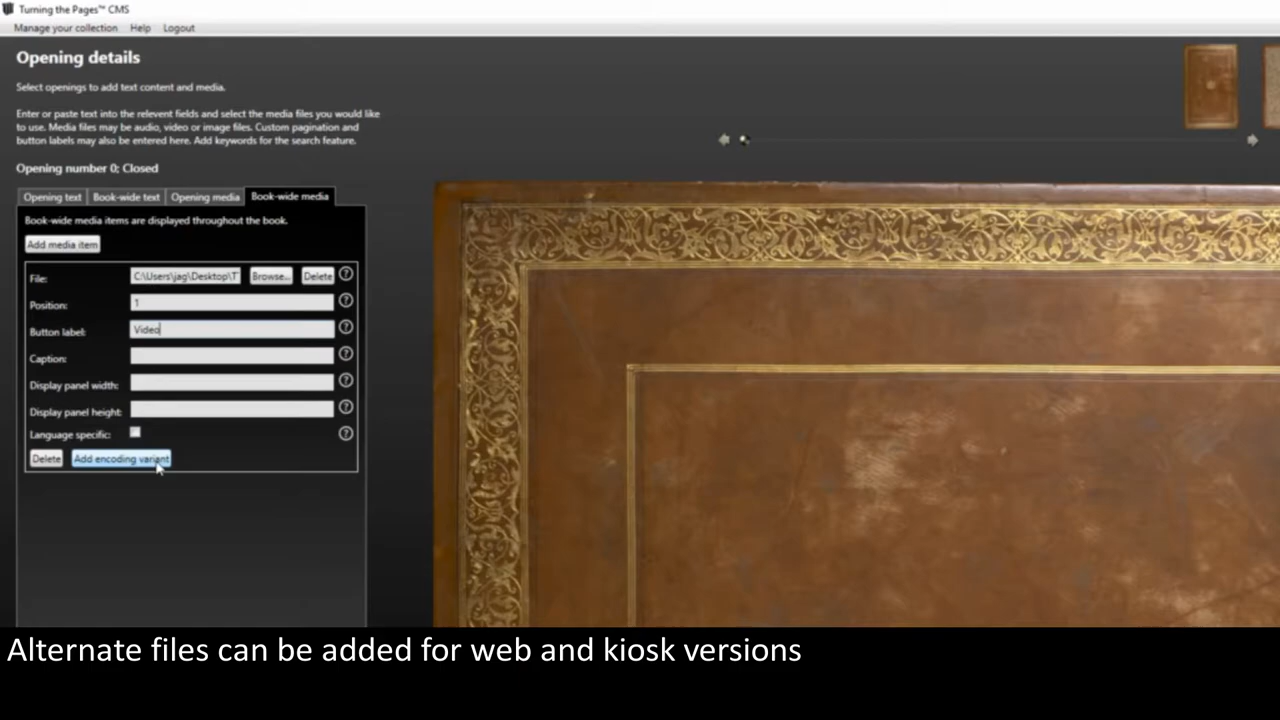 Turning the Pages™ CMS
Manage your collection Help Logout
Opening details
Select openings to add text content and media.
Enter or paste text into the relevent fields and select the media files you would like
to use. Media files may be audio, video or image files. Custom pagination and
button labels may also be entered here. Add keywords for the search feature.
Opening number 0; Closed
Opening text Book-wide text Opening media Book-wide media
Book-wide media items are displayed throughout the book.
Add media item
File: C:\Users\jag\Desktop\T Browse... Delete ?
Position: 1 ?
Button label: Video ?
Caption: ?
Display panel width: ?
Display panel height: ?
Language specific: ?
Delete Add encoding variant
Alternate files can be added for web and kiosk versions